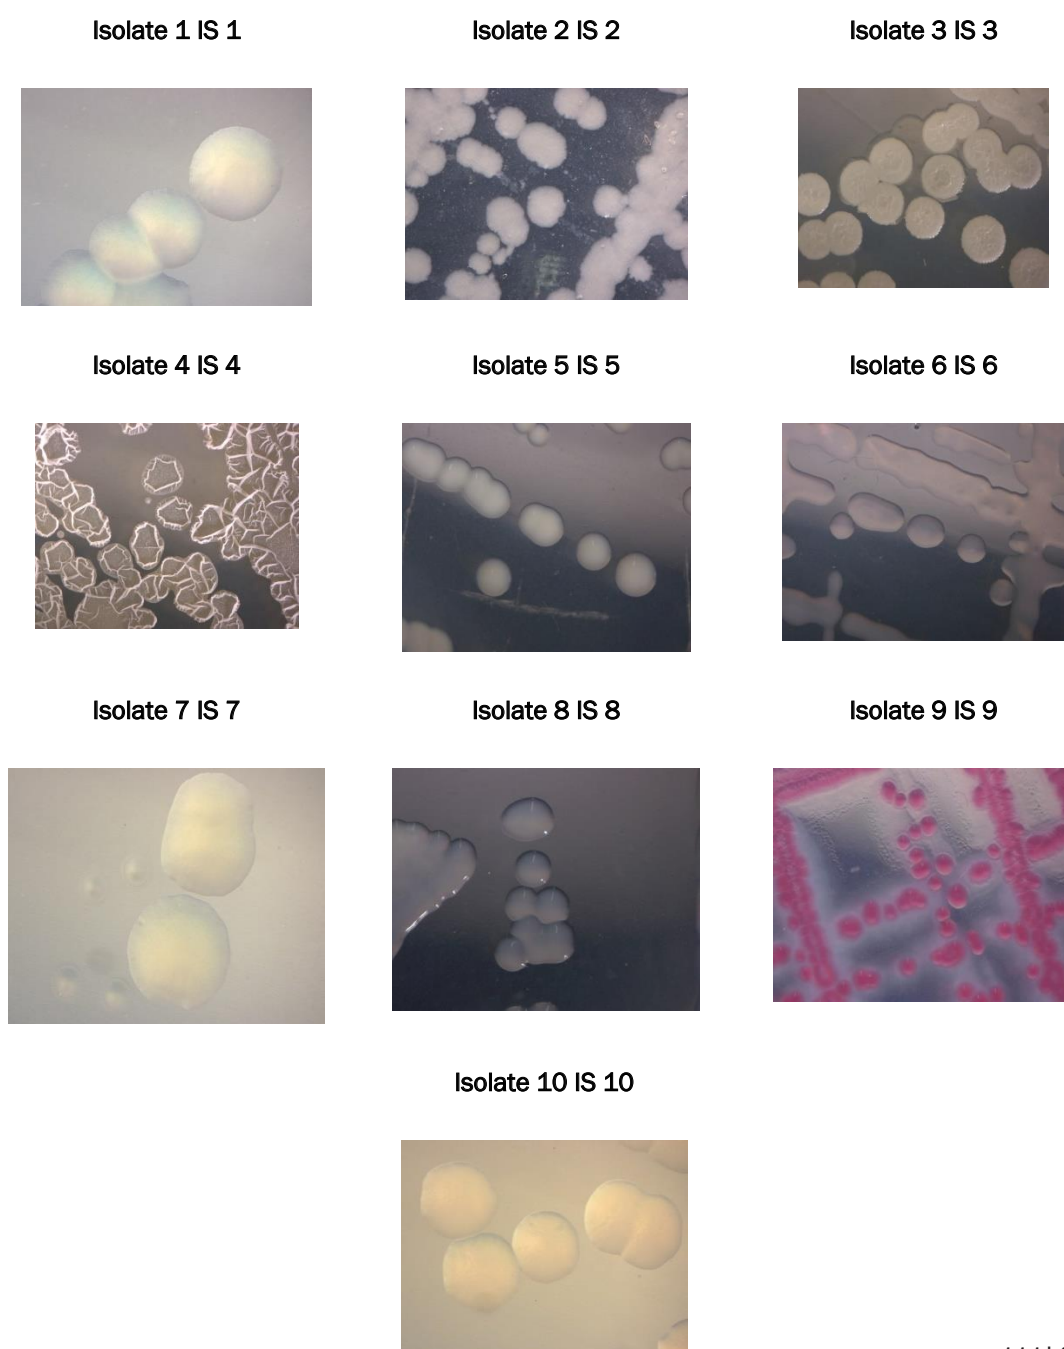 Isolate 1 IS 1
Isolate 2 IS 2
Isolate 3 IS 3
Isolate 4 IS 4
Isolate 5 IS 5
Isolate 6 IS 6
Isolate 7 IS 7
Isolate 8 IS 8
Isolate 9 IS 9
Isolate 10 IS 10